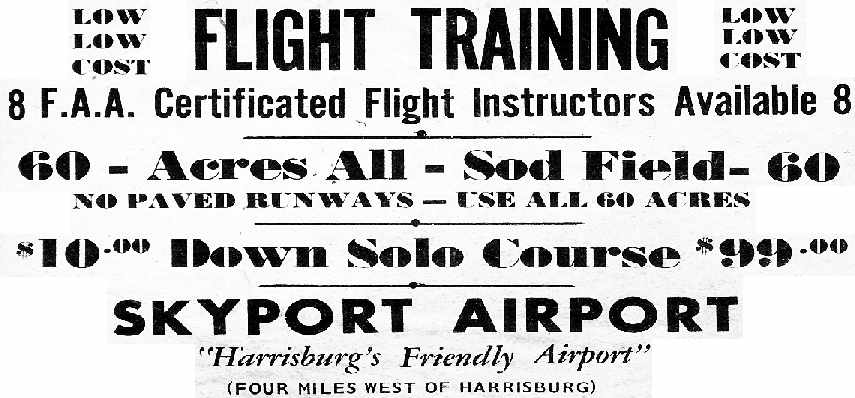 LOW LOW COST FLIGHT TRAINING LOW LOW COST
8 F.A.A. Certificated Flight Instructors Available 8
60 - Acres All - Sod Field- 60
NO PAVED RUNWAYS — USE ALL 60 ACRES
$10.00 Down Solo Course $99.00
SKYPORT AIRPORT
"Harrisburg's Friendly Airport"
(FOUR MILES WEST OF HARRISBURG)